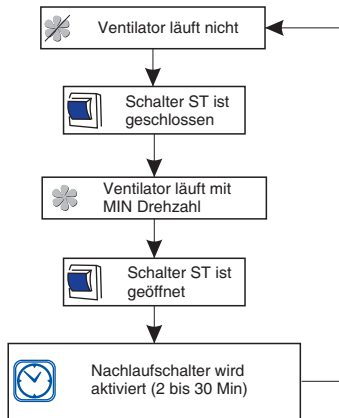 Ventilator läuft nicht
Schalter ST ist
geschlossen
Ventilator läuft mit
MIN Drehzahl
Schalter ST ist
geöffnet
Nachlaufschalter wird
aktiviert (2 bis 30 Min)